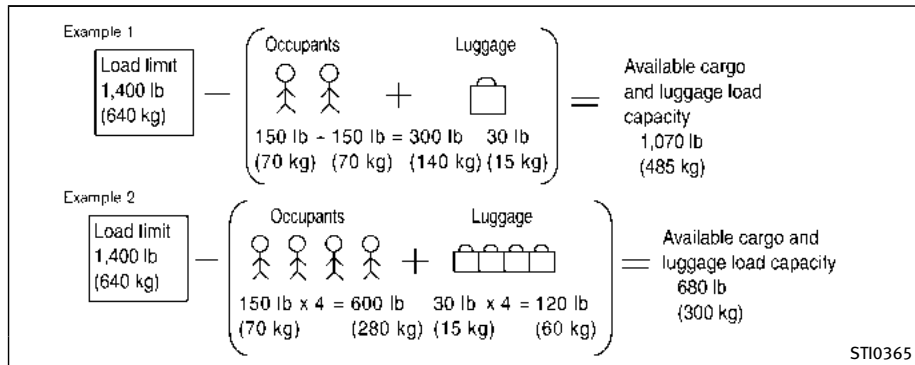 Example 1
Occupants Luggage
Load limit
1,400 lb
(640 kg)
— ( + ) =
150 lb - 150 lb = 300 lb 30 lb
(70 kg) (70 kg) (140 kg) (15 kg)
Available cargo
and luggage load
capacity
1,070 lb
(485 kg)
Example 2
Occupants Luggage
Load limit
1,400 lb
(640 kg)
— ( + ) =
150 lb x 4 = 600 lb 30 lb x 4 = 120 lb
(70 kg) (280 kg) (15 kg) (60 kg)
Available cargo and
luggage load capacity
680 lb
(300 kg)
STI0365